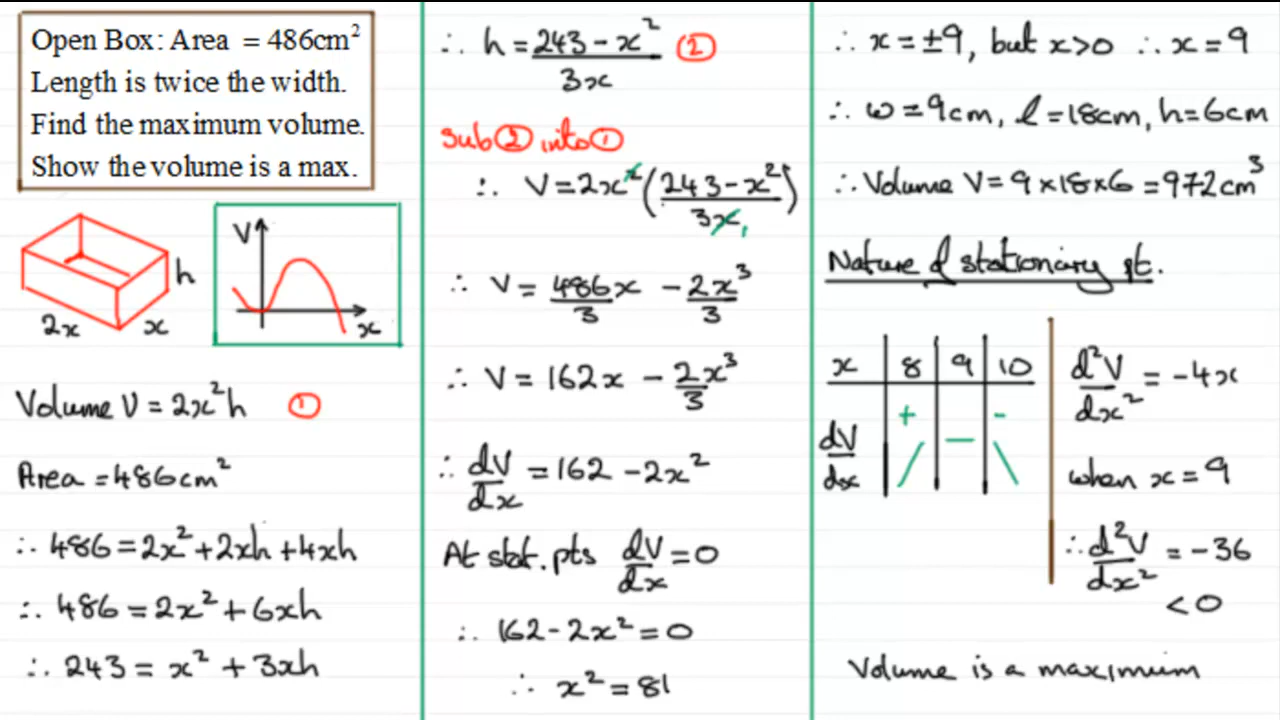 Open Box: Area = 486cm²
Length is twice the width.
Find the maximum volume.
Show the volume is a max.
h
2x
x
V
x
Volume V = 2x²h ①
Area = 486cm²
∴ 486 = 2x² + 2xh + 4xh
∴ 486 = 2x² + 6xh
∴ 243 = x² + 3xh
∴ h = (243 − x²)/3x ②
Sub ② into ①
∴ V = 2x²((243 − x²)/3x)
∴ V = 486x/3 − 2x³/3
∴ V = 162x − 2x³/3
∴ dV/dx = 162 − 2x²
At stat. pts dV/dx = 0
∴ 162 − 2x² = 0
∴ x² = 81
∴ x = ±9, but x>0 ∴ x = 9
∴ w = 9cm, l = 18cm, h = 6cm
∴ Volume V = 9 × 18 × 6 = 972cm³
Nature of stationary pt.
x 8 9 10
+ −
dV/dx / — \
d²V/dx² = −4x
when x = 9
∴ d²V/dx² = −36
< 0
Volume is a maximum